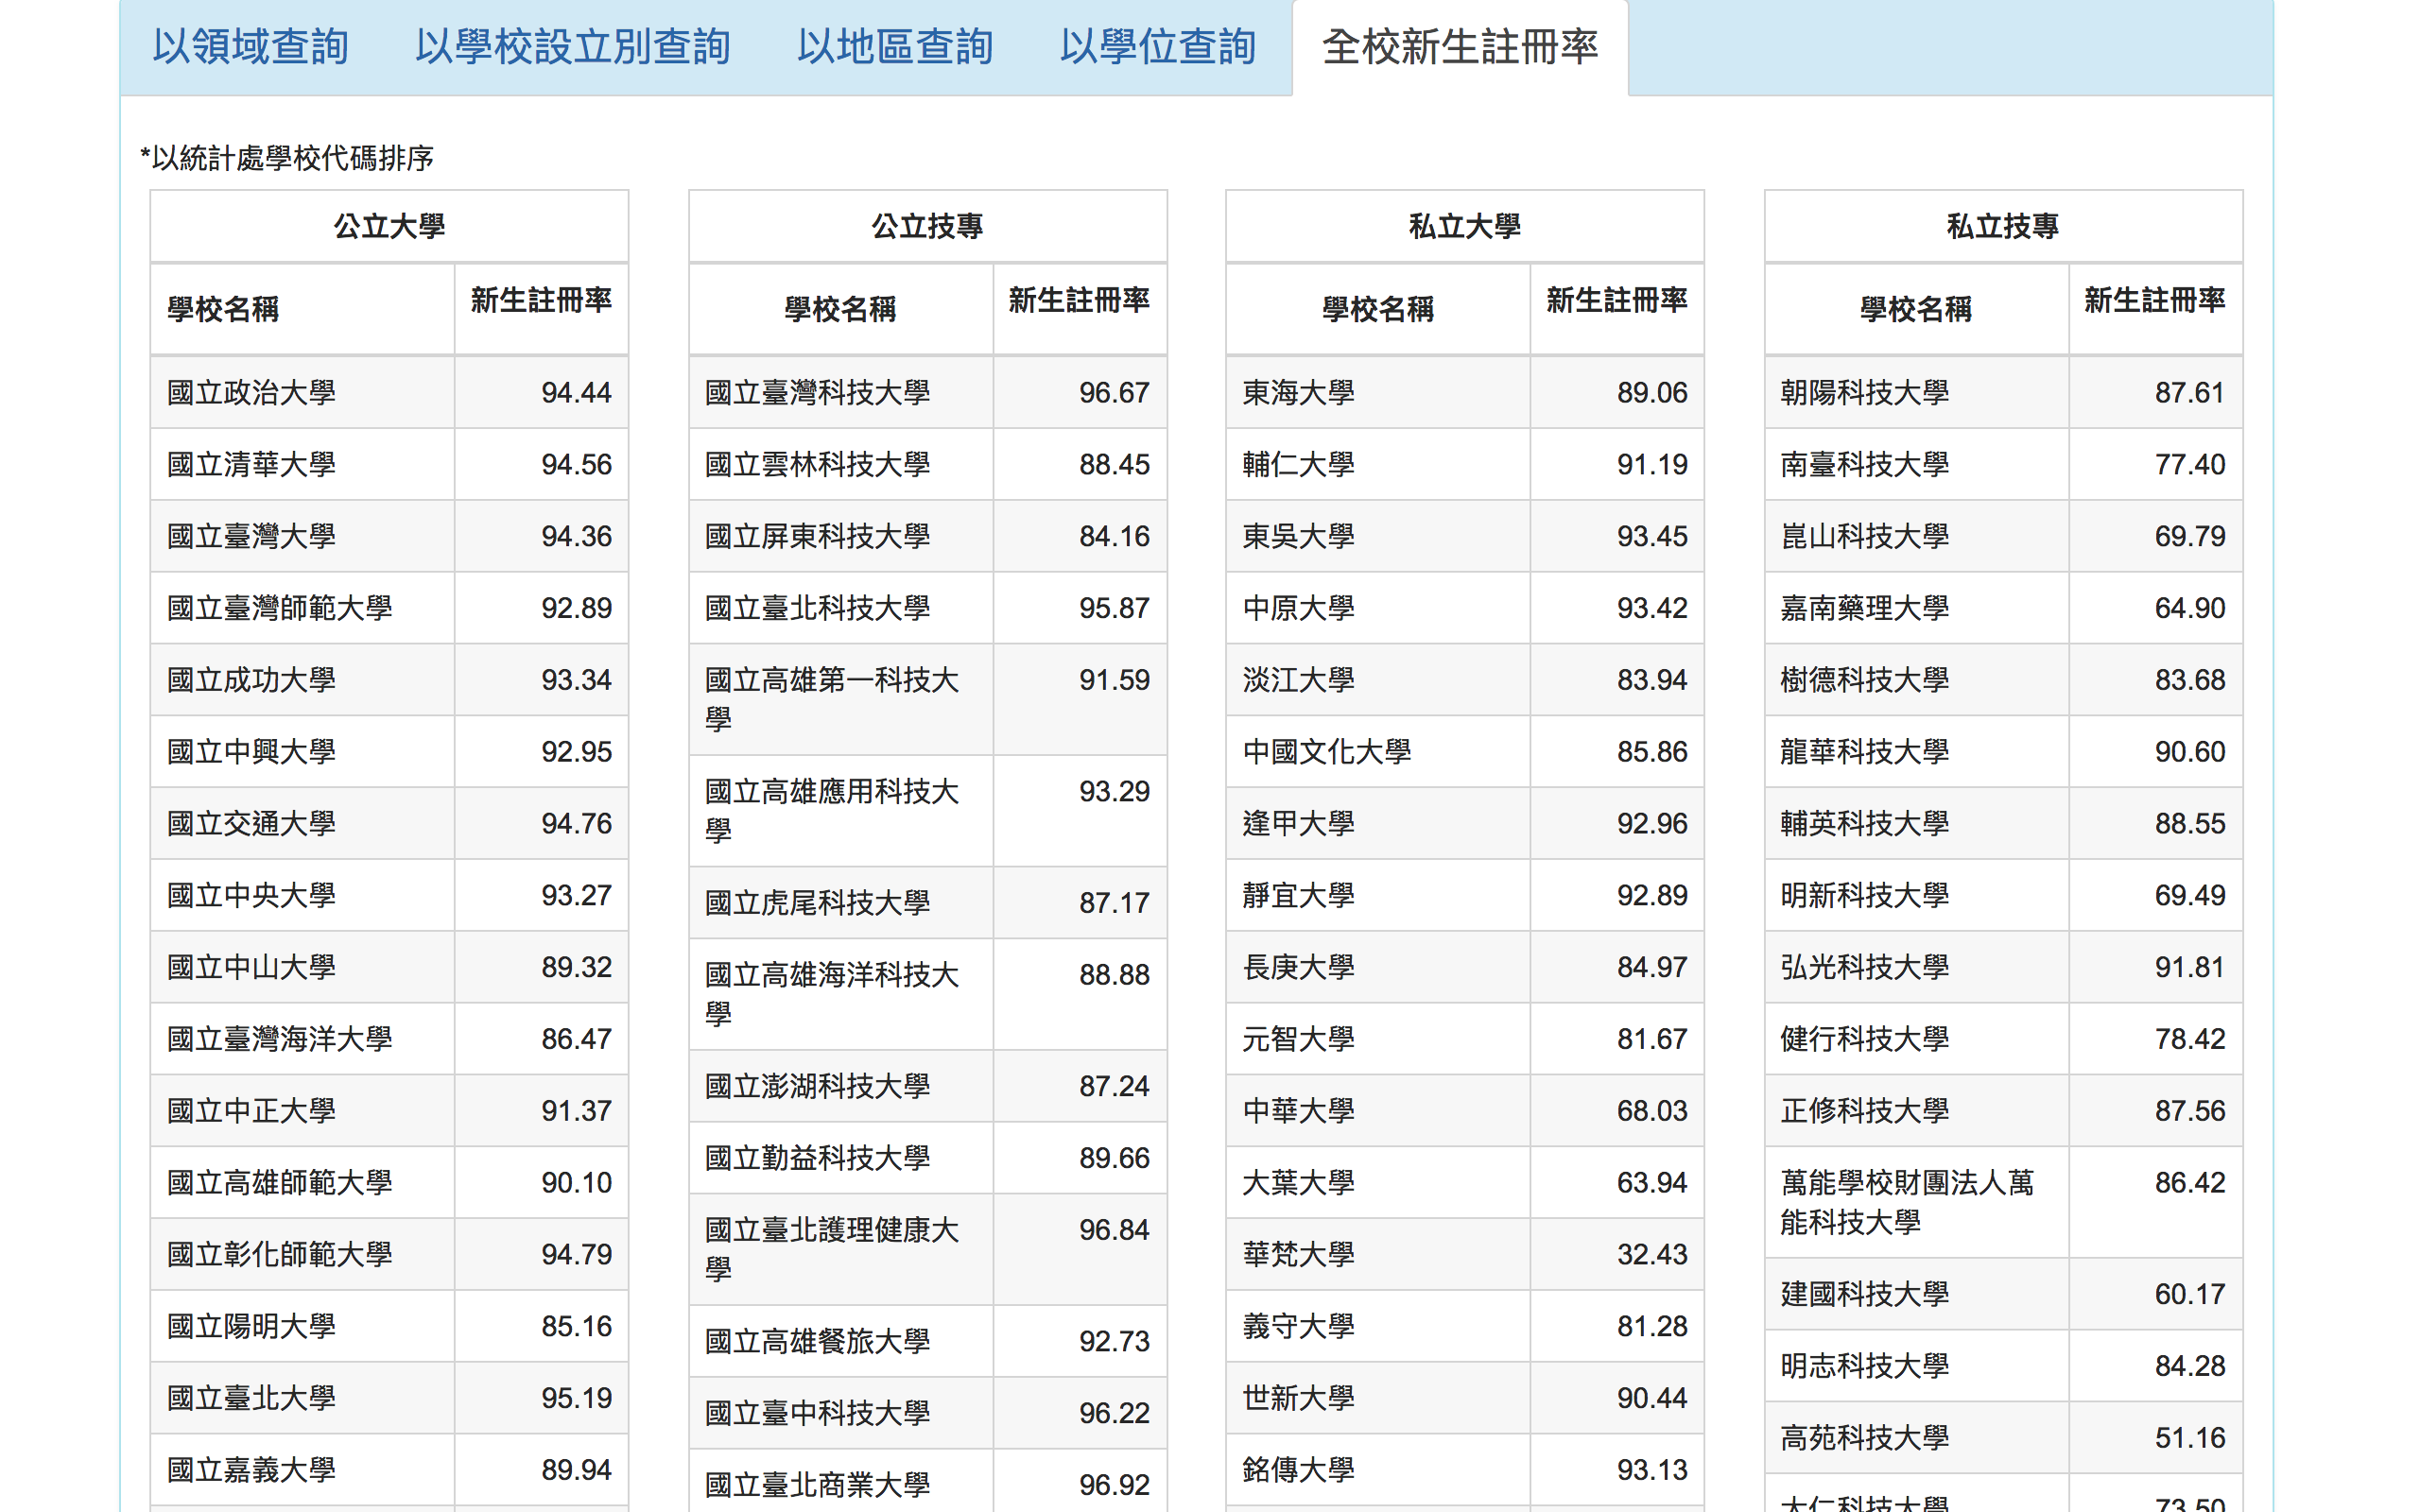 以領域查詢 以學校設立別查詢 以地區查詢 以學位查詢 全校新生註冊率
*以統計處學校代碼排序
公立大學
學校名稱 新生註冊率
國立政治大學 94.44
國立清華大學 94.56
國立臺灣大學 94.36
國立臺灣師範大學 92.89
國立成功大學 93.34
國立中興大學 92.95
國立交通大學 94.76
國立中央大學 93.27
國立中山大學 89.32
國立臺灣海洋大學 86.47
國立中正大學 91.37
國立高雄師範大學 90.10
國立彰化師範大學 94.79
國立陽明大學 85.16
國立臺北大學 95.19
國立嘉義大學 89.94
公立技專
學校名稱 新生註冊率
國立臺灣科技大學 96.67
國立雲林科技大學 88.45
國立屏東科技大學 84.16
國立臺北科技大學 95.87
國立高雄第一科技大 91.59
學
國立高雄應用科技大 93.29
學
國立虎尾科技大學 87.17
國立高雄海洋科技大 88.88
學
國立澎湖科技大學 87.24
國立勤益科技大學 89.66
國立臺北護理健康大 96.84
學
國立高雄餐旅大學 92.73
國立臺中科技大學 96.22
國立臺北商業大學 96.92
私立大學
學校名稱 新生註冊率
東海大學 89.06
輔仁大學 91.19
東吳大學 93.45
中原大學 93.42
淡江大學 83.94
中國文化大學 85.86
逢甲大學 92.96
靜宜大學 92.89
長庚大學 84.97
元智大學 81.67
中華大學 68.03
大葉大學 63.94
華梵大學 32.43
義守大學 81.28
世新大學 90.44
銘傳大學 93.13
私立技專
學校名稱 新生註冊率
朝陽科技大學 87.61
南臺科技大學 77.40
崑山科技大學 69.79
嘉南藥理大學 64.90
樹德科技大學 83.68
龍華科技大學 90.60
輔英科技大學 88.55
明新科技大學 69.49
弘光科技大學 91.81
健行科技大學 78.42
正修科技大學 87.56
萬能學校財團法人萬 86.42
能科技大學
建國科技大學 60.17
明志科技大學 84.28
高苑科技大學 51.16
大仁科技大學 73.50